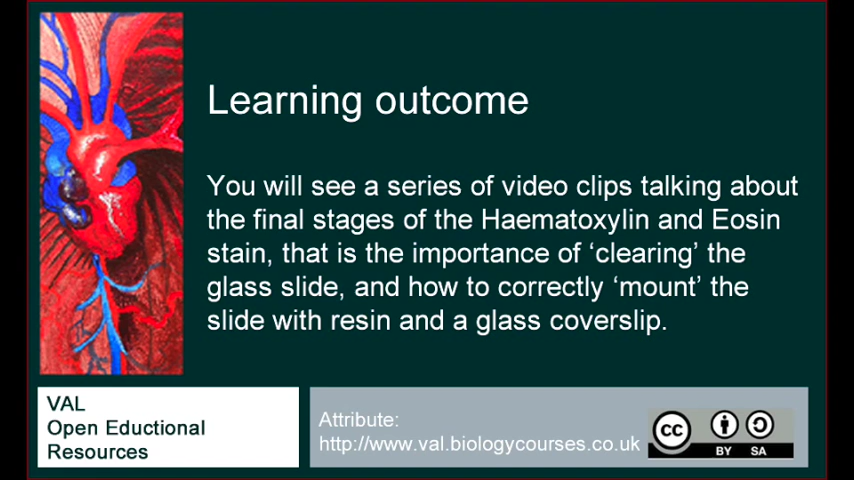 Learning outcome
You will see a series of video clips talking about
the final stages of the Haematoxylin and Eosin
stain, that is the importance of ‘clearing’ the
glass slide, and how to correctly ‘mount’ the
slide with resin and a glass coverslip.
VAL
Open Eductional
Resources
Attribute:
http://www.val.biologycourses.co.uk
cc
BY SA